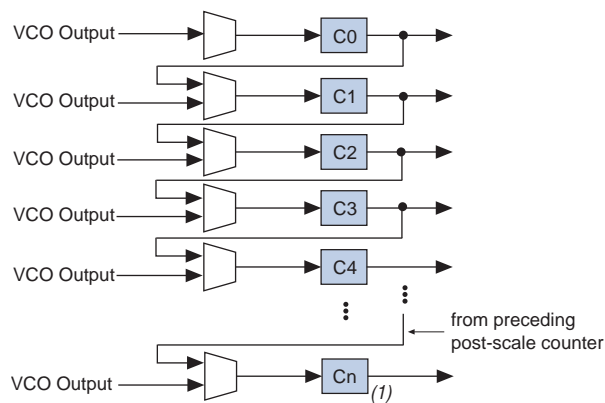 VCO Output
C0
VCO Output
C1
VCO Output
C2
VCO Output
C3
VCO Output
C4
from preceding
post-scale counter
VCO Output
Cn
(1)